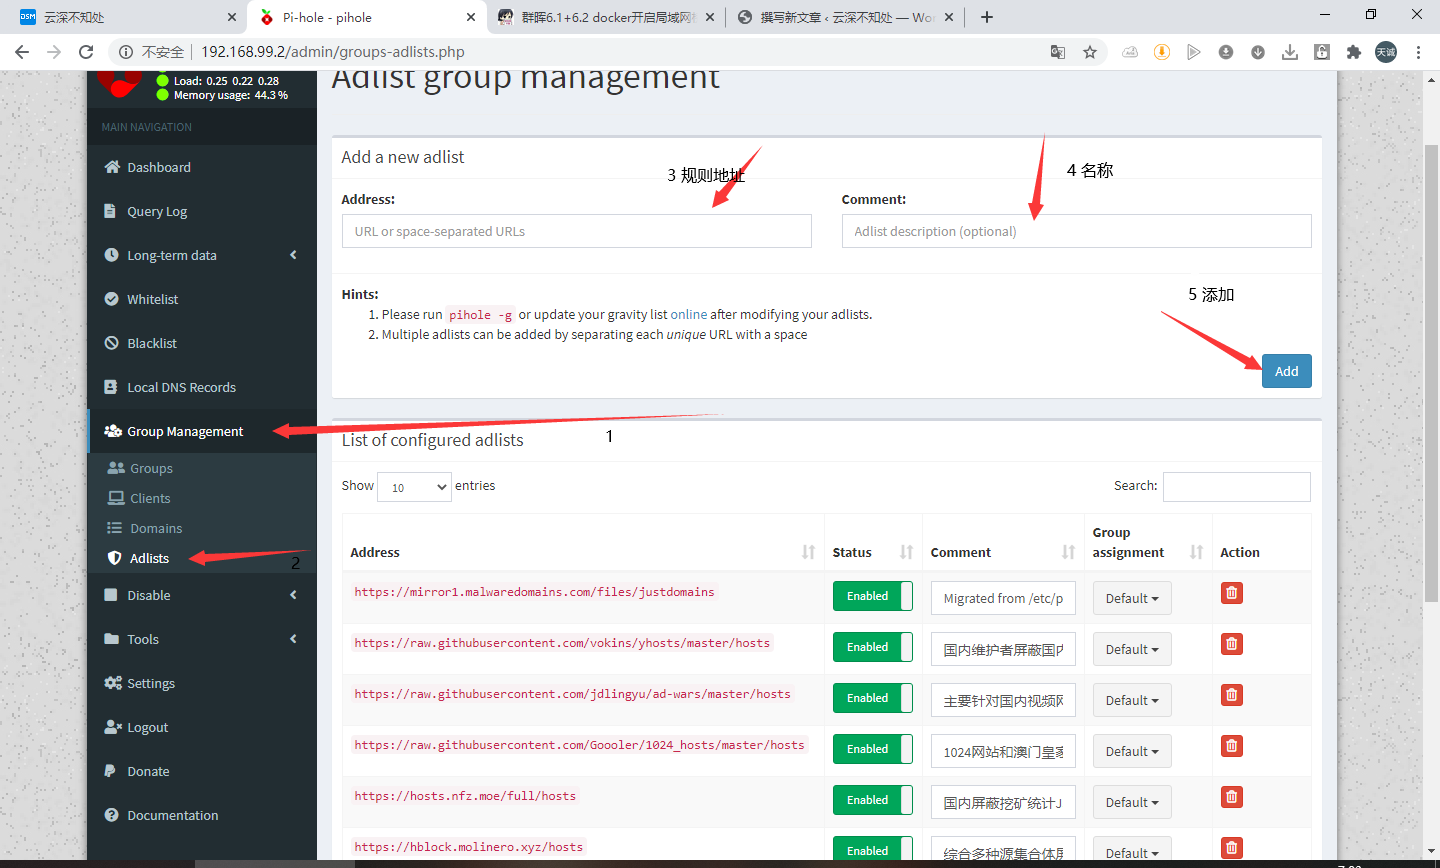 云深不知处
Pi-hole - pihole
群晖6.1+6.2 docker开启局域网
撰写新文章 ‹ 云深不知处 — Wor
不安全
192.168.99.2/admin/groups-adlists.php
天诚
Load: 0.25 0.22 0.28
Memory usage: 44.3 %
MAIN NAVIGATION
Dashboard
Query Log
Long-term data
Whitelist
Blacklist
Local DNS Records
Group Management
Groups
Clients
Domains
Adlists
Disable
Tools
Settings
Logout
Donate
Documentation
1
2
Adlist group management
Add a new adlist
3 规则地址
4 名称
Address:
Comment:
URL or space-separated URLs
Adlist description (optional)
Hints:
1. Please run pihole -g or update your gravity list online after modifying your adlists.
2. Multiple adlists can be added by separating each unique URL with a space
5 添加
Add
List of configured adlists
Show 10 entries
Search:
Address Status Comment Group assignment Action
https://mirror1.malwaredomains.com/files/justdomains Enabled Migrated from /etc/p Default
https://raw.githubusercontent.com/vokins/yhosts/master/hosts Enabled 国内维护者屏蔽国内 Default
https://raw.githubusercontent.com/jdlingyu/ad-wars/master/hosts Enabled 主要针对国内视频网 Default
https://raw.githubusercontent.com/Goooler/1024_hosts/master/hosts Enabled 1024网站和澳门皇家 Default
https://hosts.nfz.moe/full/hosts Enabled 国内屏蔽挖矿统计J Default
https://hblock.molinero.xyz/hosts Enabled 综合多种源集合体 Default